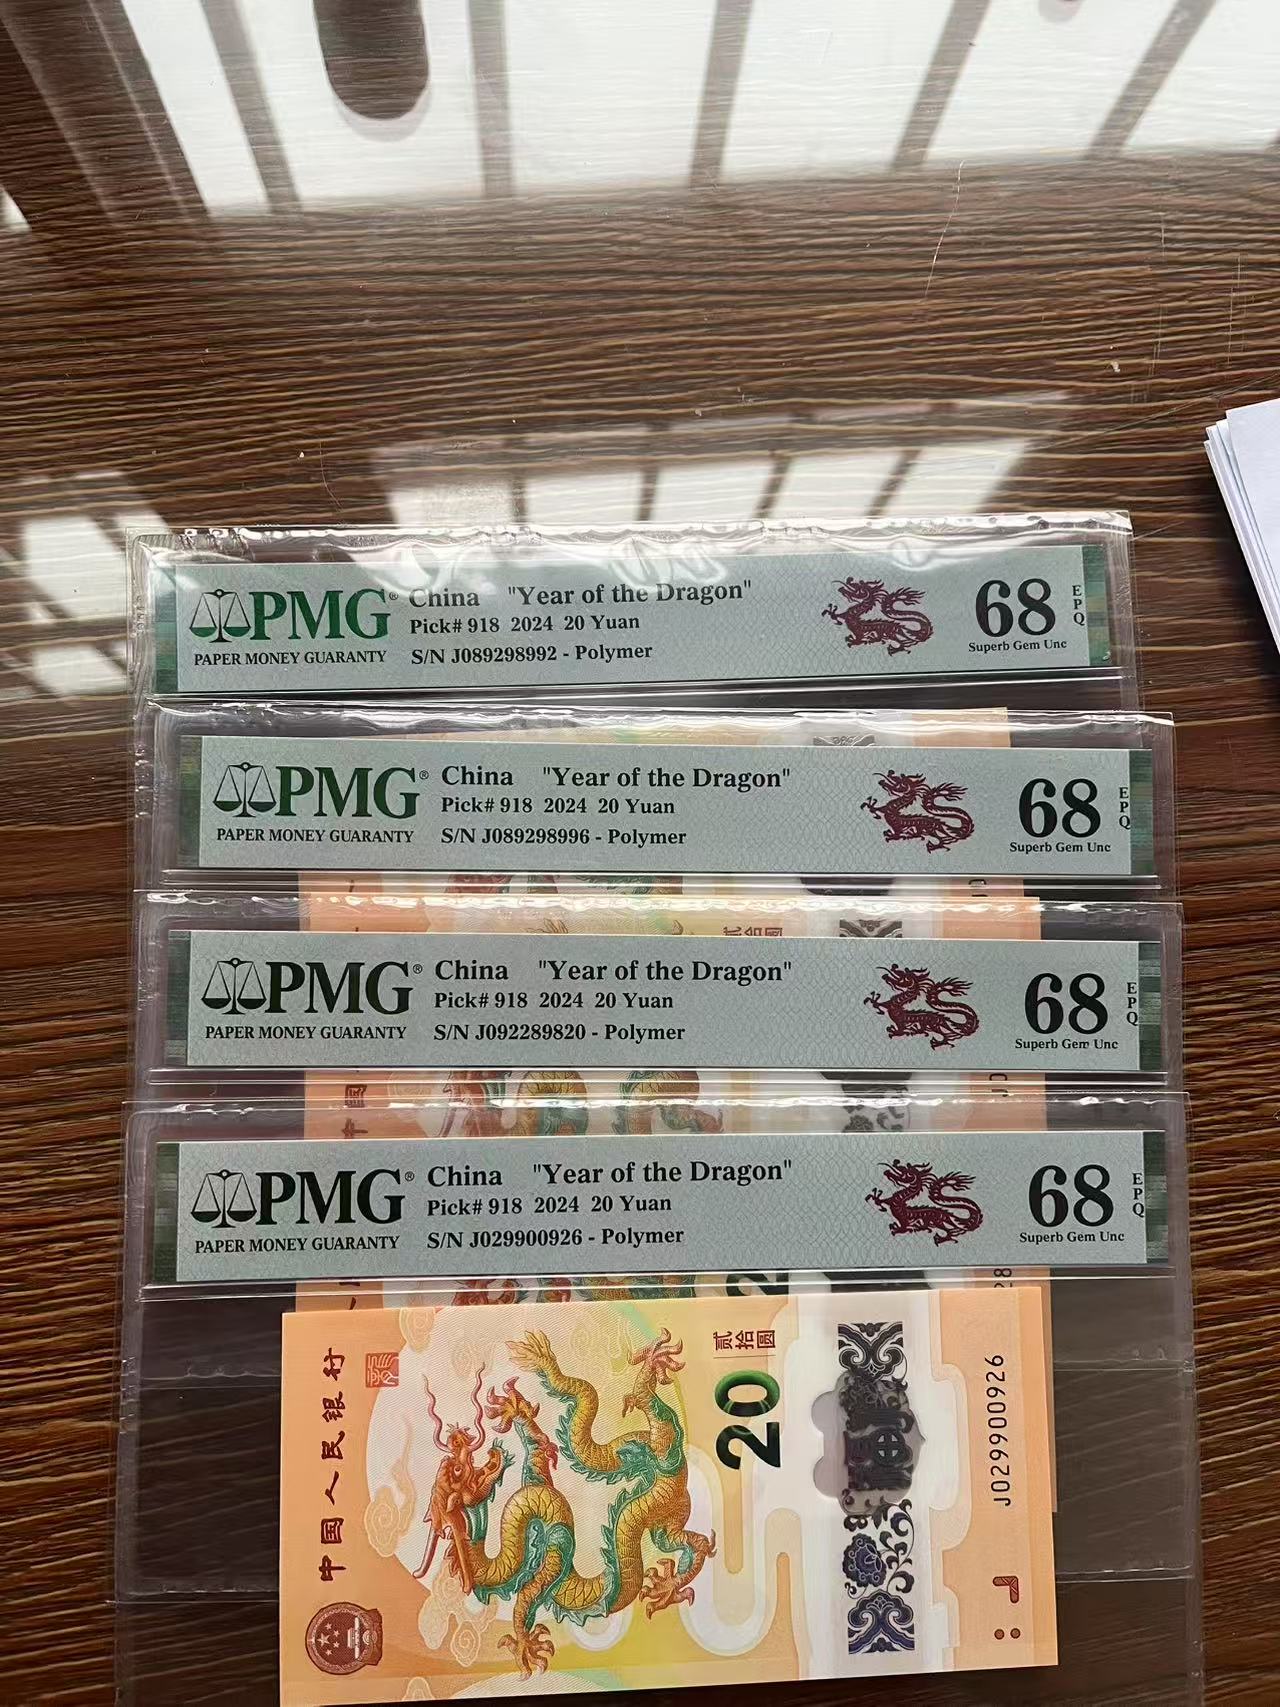 PMG® China "Year of the Dragon"
Pick# 918 2024 20 Yuan
PAPER MONEY GUARANTY
S/N J089298992 - Polymer
68
EPQ
Superb Gem Unc
PMG® China "Year of the Dragon"
Pick# 918 2024 20 Yuan
PAPER MONEY GUARANTY
S/N J089298996 - Polymer
68
EPQ
Superb Gem Unc
贰拾圆
PMG® China "Year of the Dragon"
Pick# 918 2024 20 Yuan
PAPER MONEY GUARANTY
S/N J092289820 - Polymer
68
EPQ
Superb Gem Unc
中国
PMG® China "Year of the Dragon"
Pick# 918 2024 20 Yuan
PAPER MONEY GUARANTY
S/N J029900926 - Polymer
68
EPQ
Superb Gem Unc
中国人民银行
贰拾圆
20
J029900926